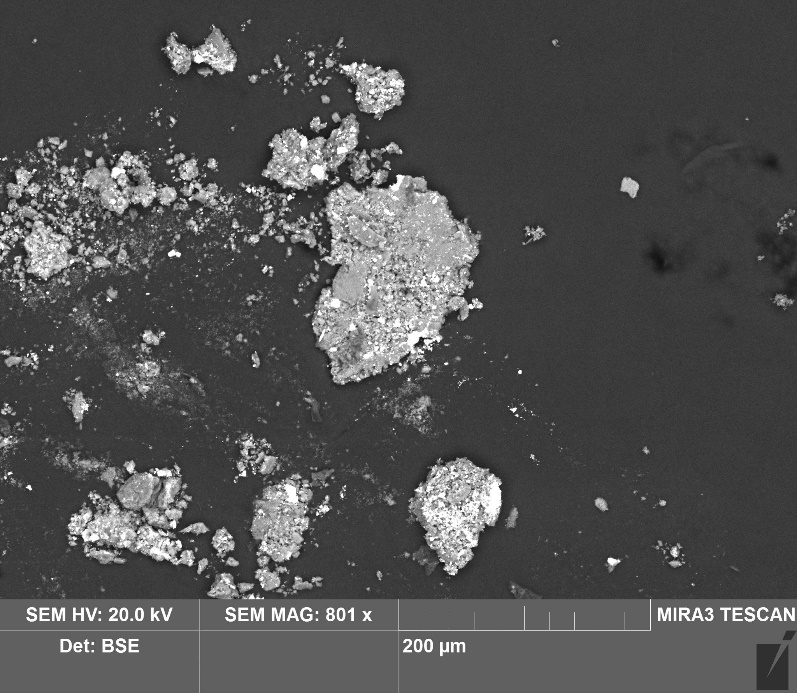 SEM HV: 20.0 kV
SEM MAG: 801 x
MIRA3 TESCAN
Det: BSE
200 µm